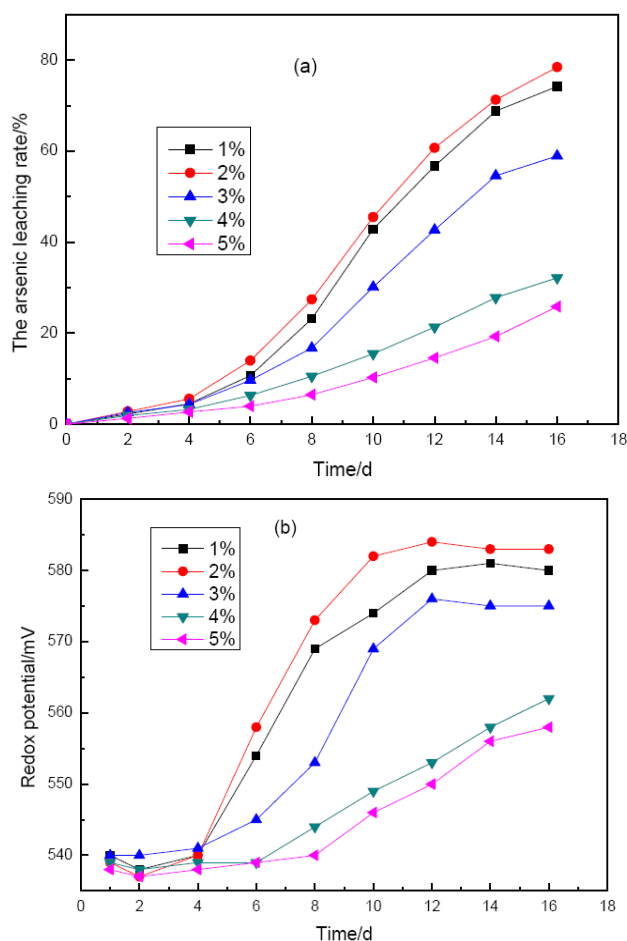 (a)
The arsenic leaching rate/%
80
60
40
20
0
1%
2%
3%
4%
5%
0 2 4 6 8 10 12 14 16 18
Time/d
(b)
Redox potential/mV
590
580
570
560
550
540
1%
2%
3%
4%
5%
0 2 4 6 8 10 12 14 16 18
Time/d